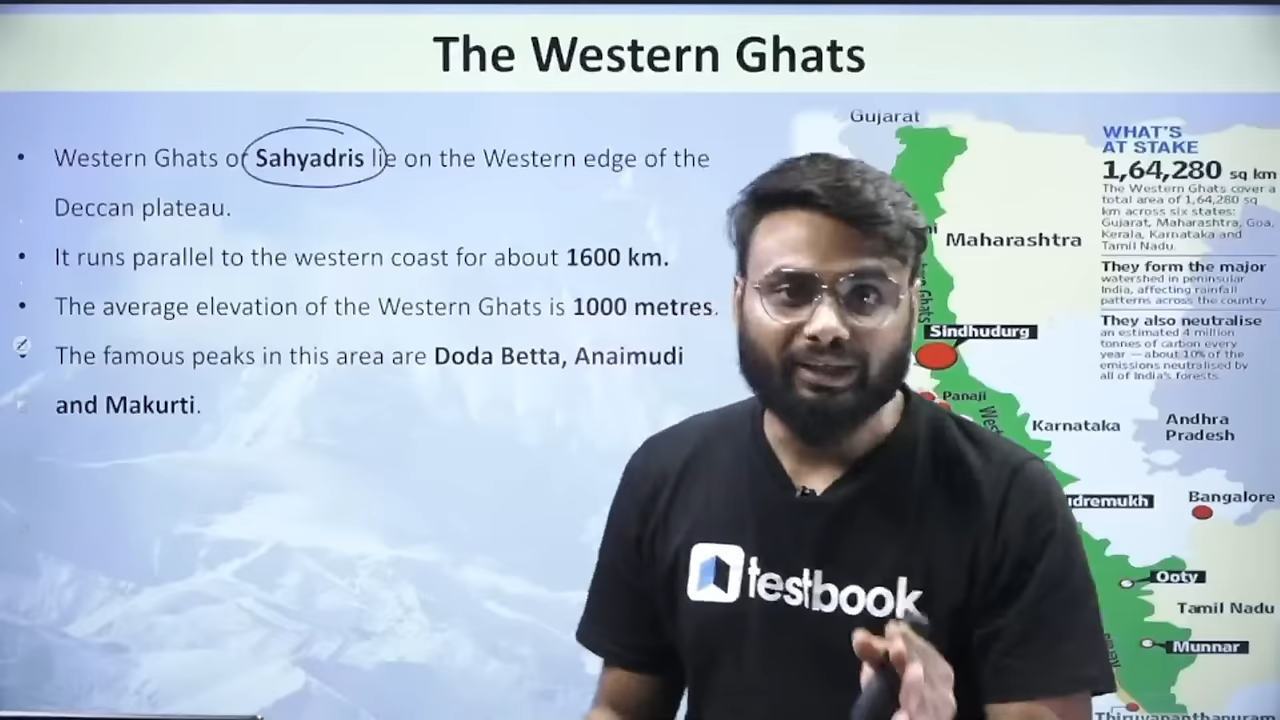 The Western Ghats
• Western Ghats or Sahyadris lie on the Western edge of the
Deccan plateau.
• It runs parallel to the western coast for about 1600 km.
• The average elevation of the Western Ghats is 1000 metres.
• The famous peaks in this area are Doda Betta, Anaimudi
and Makurti.
testbook
Gujarat
Maharashtra
Ghats
Sindhudurg
Panaji
West
Karnataka
Andhra
Pradesh
Bangalore
Ooty
Tamil Nadu
Munnar
Thiruvananthapuram
WHAT'S
AT STAKE
1,64,280 sq km
The Western Ghats cover a
total area of 1,64,280 sq
km across six states:
Gujarat, Maharashtra, Goa,
Kerala, Karnataka and
Tamil Nadu.
They form the major
watershed in peninsular
India, affecting rainfall
patterns across the country
They also neutralise
an estimated 4 million
tonnes of carbon every
year — about 10% of the
emissions neutralised by
all of India's forests.